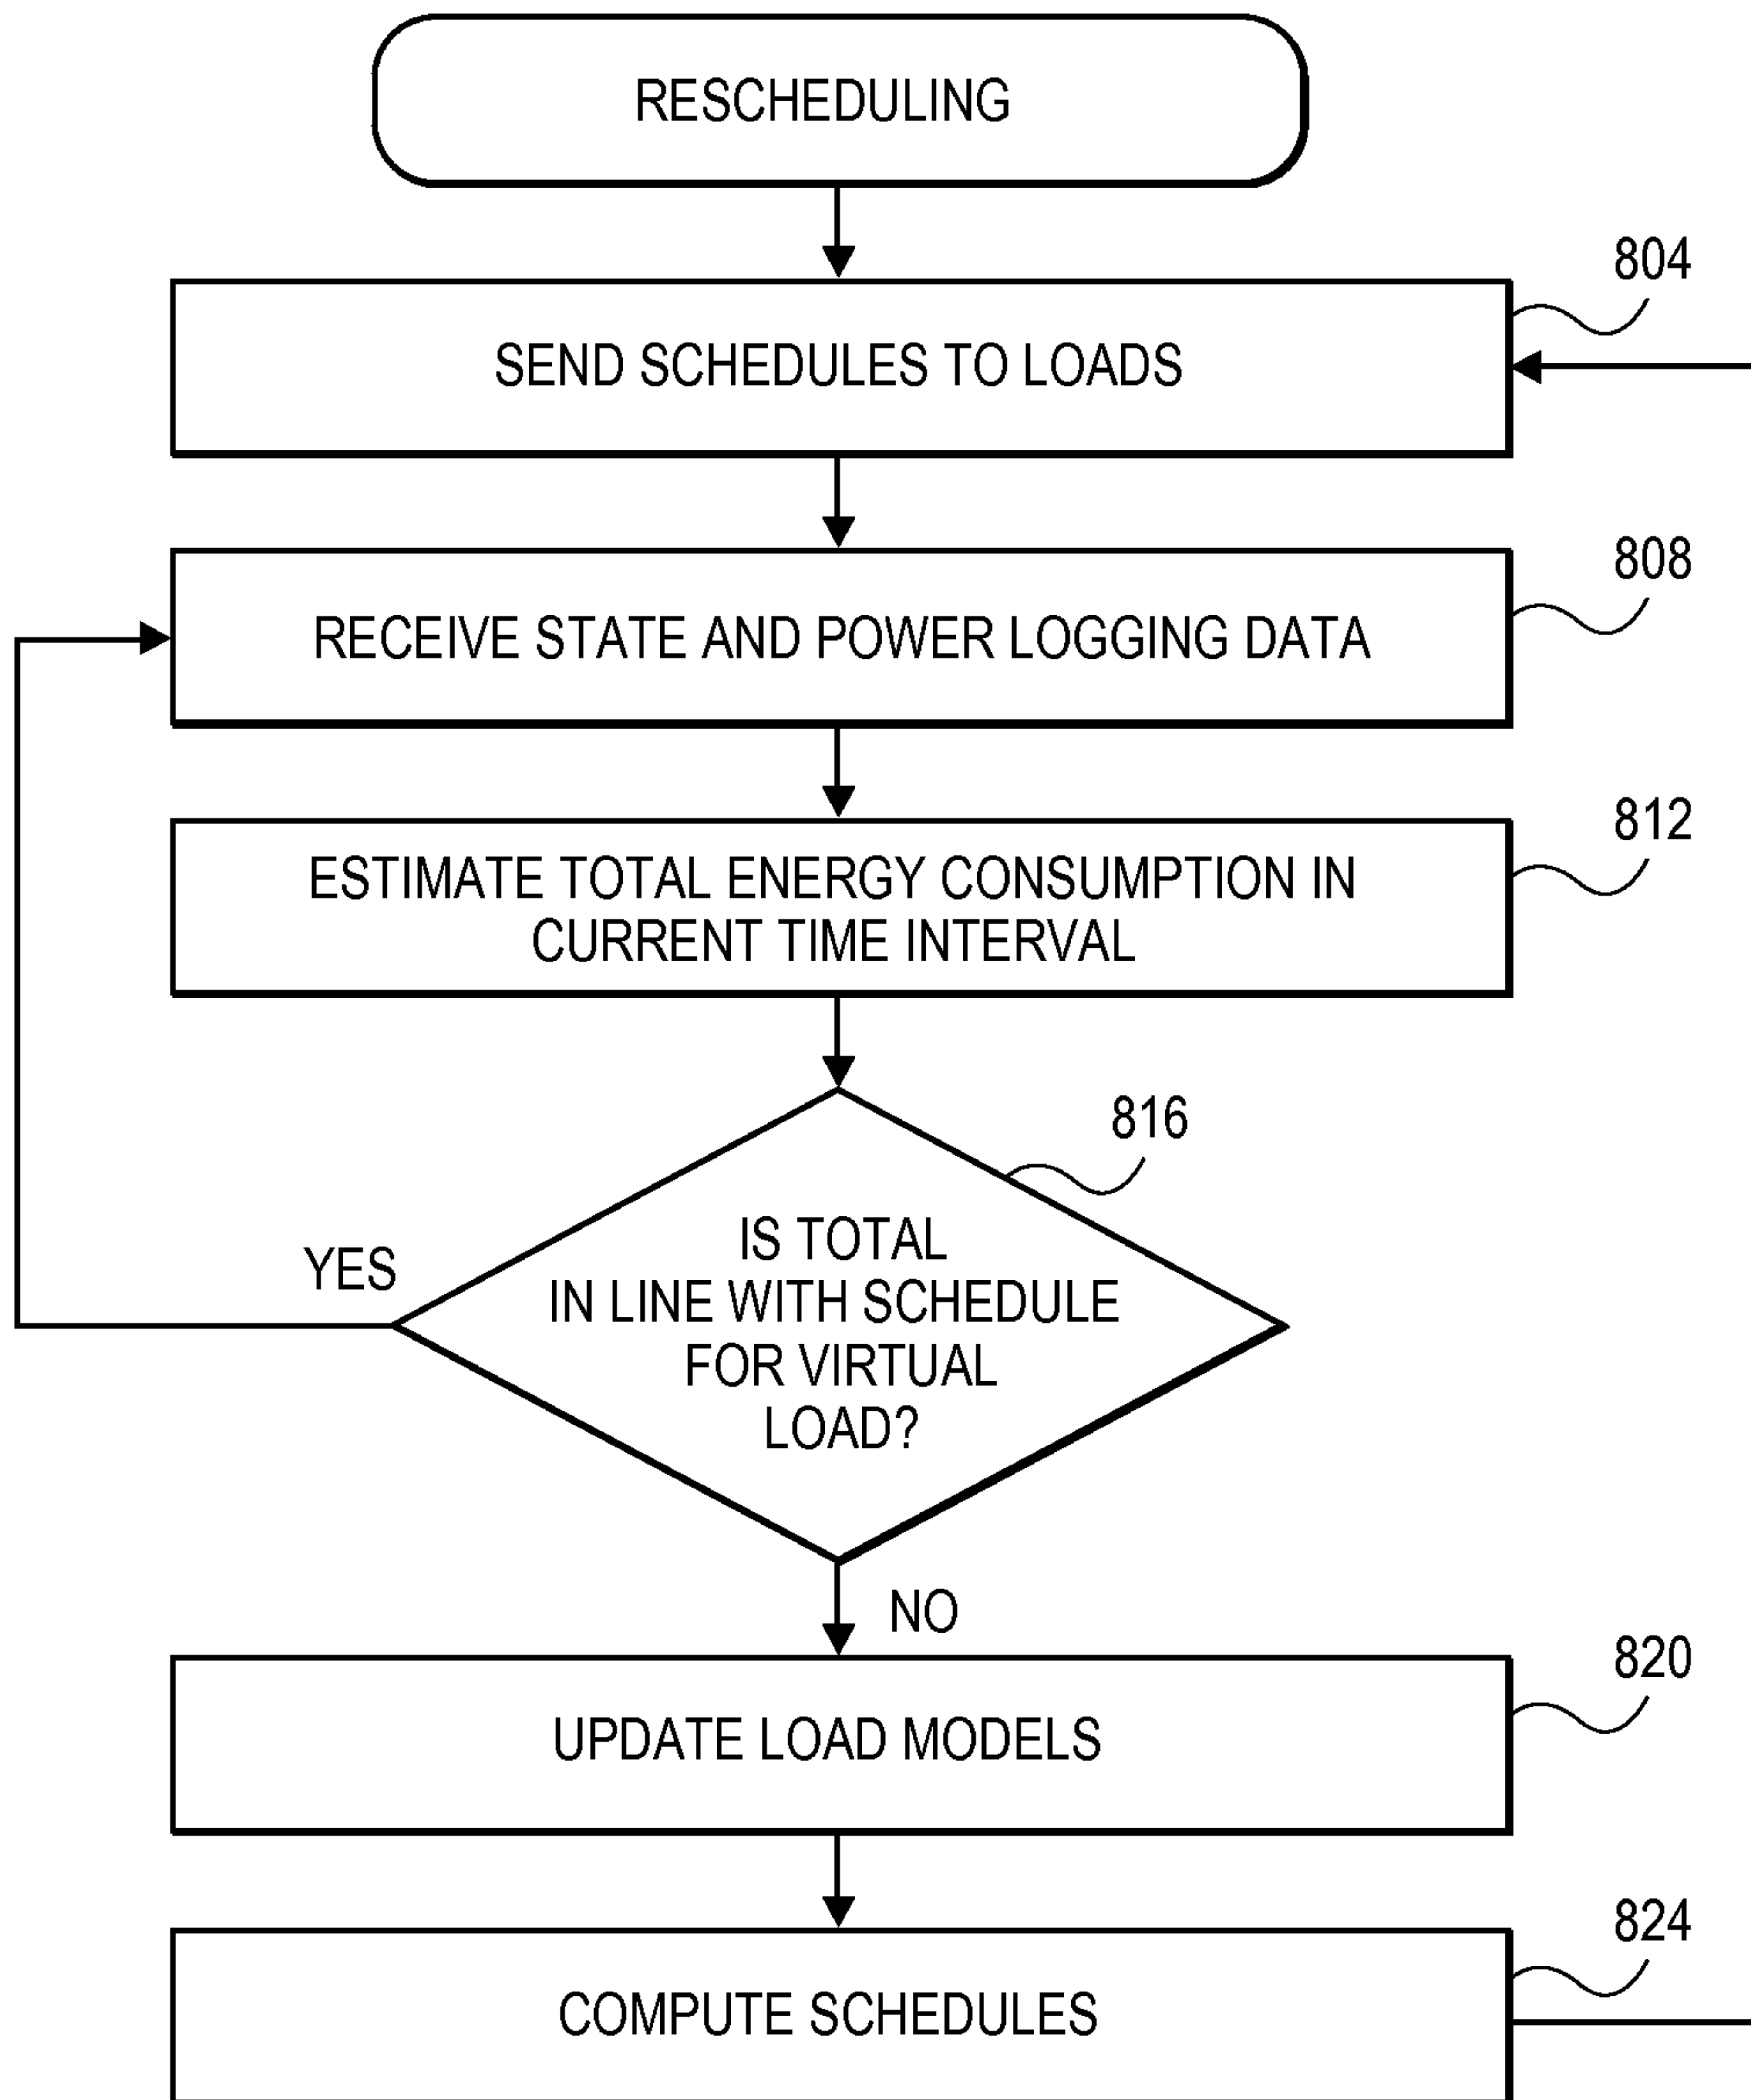 RESCHEDULING
804
SEND SCHEDULES TO LOADS
808
RECEIVE STATE AND POWER LOGGING DATA
812
ESTIMATE TOTAL ENERGY CONSUMPTION IN
CURRENT TIME INTERVAL
816
IS TOTAL
IN LINE WITH SCHEDULE
FOR VIRTUAL
LOAD?
YES
NO
820
UPDATE LOAD MODELS
824
COMPUTE SCHEDULES